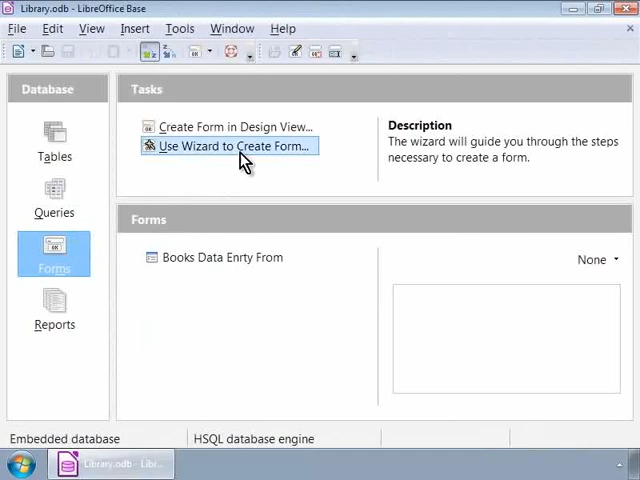 Library.odb - LibreOffice Base
File Edit View Insert Tools Window Help
Database
Tasks
Tables
Queries
Forms
Reports
Create Form in Design View...
Use Wizard to Create Form...
Description
The wizard will guide you through the steps
necessary to create a form.
Forms
Books Data Enrty From
None
Embedded database
HSQL database engine
Library.odb - Libr...